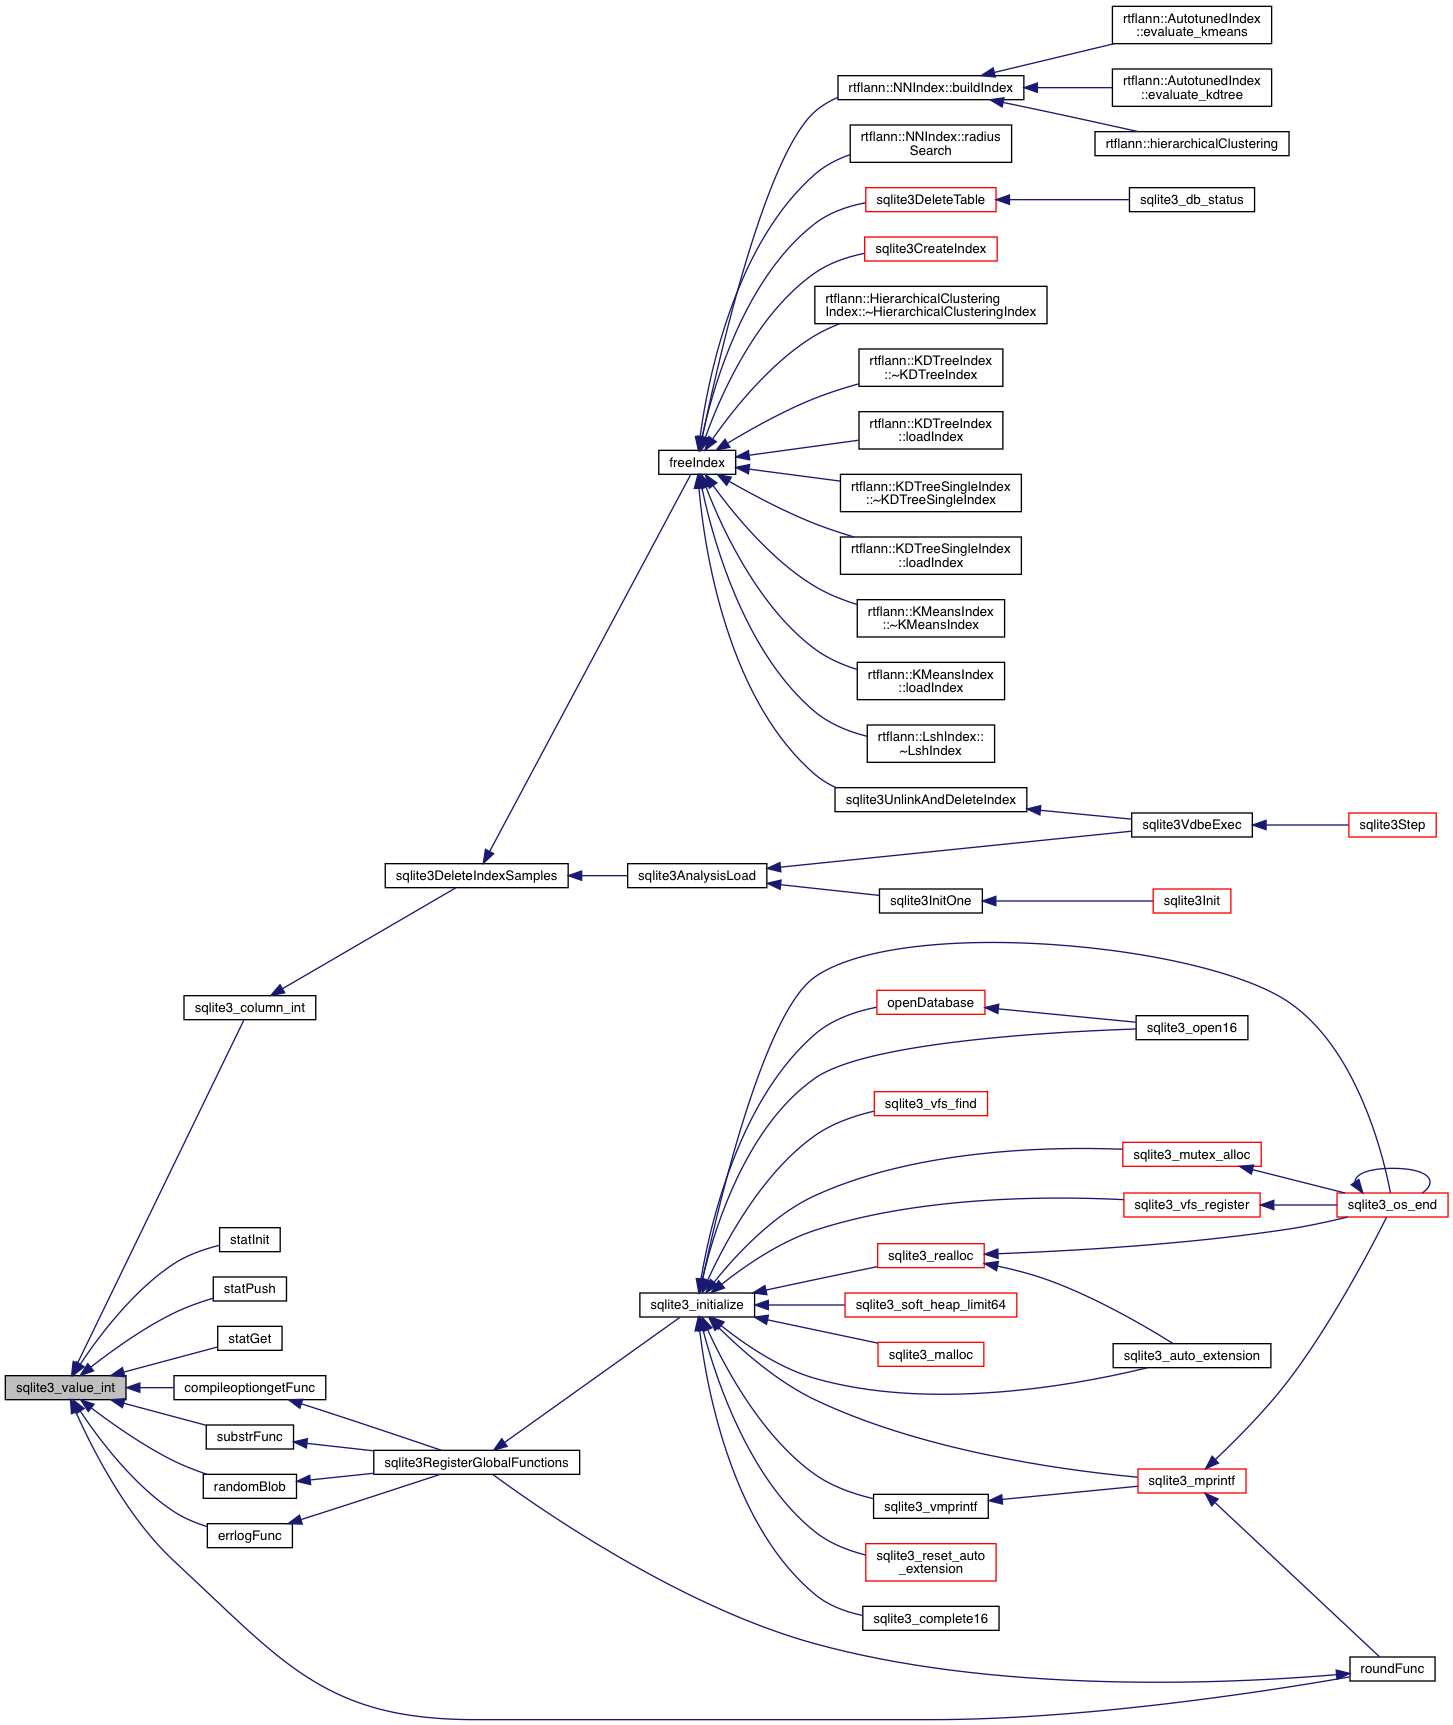 rtflann::AutotunedIndex
::evaluate_kmeans
rtflann::NNIndex::buildIndex
rtflann::AutotunedIndex
::evaluate_kdtree
rtflann::hierarchicalClustering
rtflann::NNIndex::radius
Search
sqlite3DeleteTable
sqlite3_db_status
sqlite3CreateIndex
rtflann::HierarchicalClustering
Index::~HierarchicalClusteringIndex
rtflann::KDTreeIndex
::~KDTreeIndex
rtflann::KDTreeIndex
::loadIndex
freeIndex
rtflann::KDTreeSingleIndex
::~KDTreeSingleIndex
rtflann::KDTreeSingleIndex
::loadIndex
rtflann::KMeansIndex
::~KMeansIndex
rtflann::KMeansIndex
::loadIndex
rtflann::LshIndex::
~LshIndex
sqlite3UnlinkAndDeleteIndex
sqlite3VdbeExec
sqlite3Step
sqlite3DeleteIndexSamples
sqlite3AnalysisLoad
sqlite3InitOne
sqlite3Init
sqlite3_column_int
openDatabase
sqlite3_open16
sqlite3_vfs_find
sqlite3_mutex_alloc
sqlite3_vfs_register
sqlite3_os_end
statInit
sqlite3_realloc
statPush
sqlite3_initialize
sqlite3_soft_heap_limit64
statGet
sqlite3_malloc
sqlite3_auto_extension
sqlite3_value_int
compileoptiongetFunc
substrFunc
sqlite3RegisterGlobalFunctions
sqlite3_mprintf
randomBlob
sqlite3_vmprintf
errlogFunc
sqlite3_reset_auto
_extension
sqlite3_complete16
roundFunc